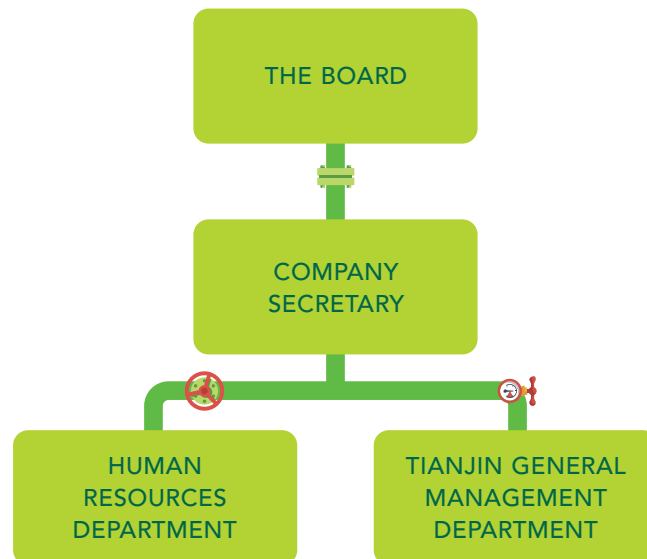 THE BOARD
COMPANY
SECRETARY
HUMAN
RESOURCES
DEPARTMENT
TIANJIN GENERAL
MANAGEMENT
DEPARTMENT